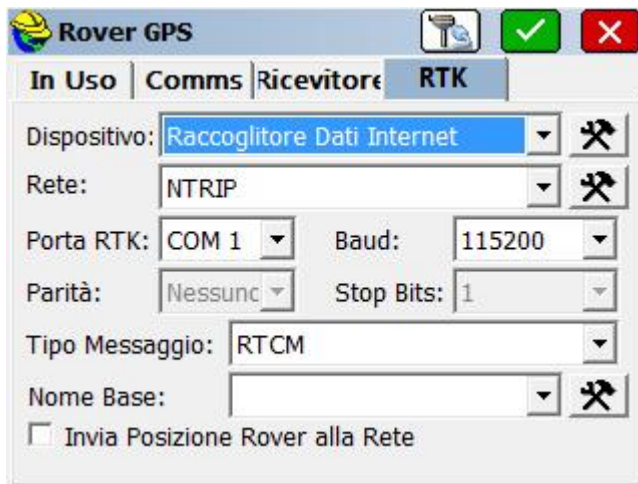 Rover GPS
In Uso Comms Ricevitore RTK
Dispositivo: Raccoglitore Dati Internet
Rete: NTRIP
Porta RTK: COM 1 Baud: 115200
Parità: Nessunc Stop Bits: 1
Tipo Messaggio: RTCM
Nome Base:
Invia Posizione Rover alla Rete